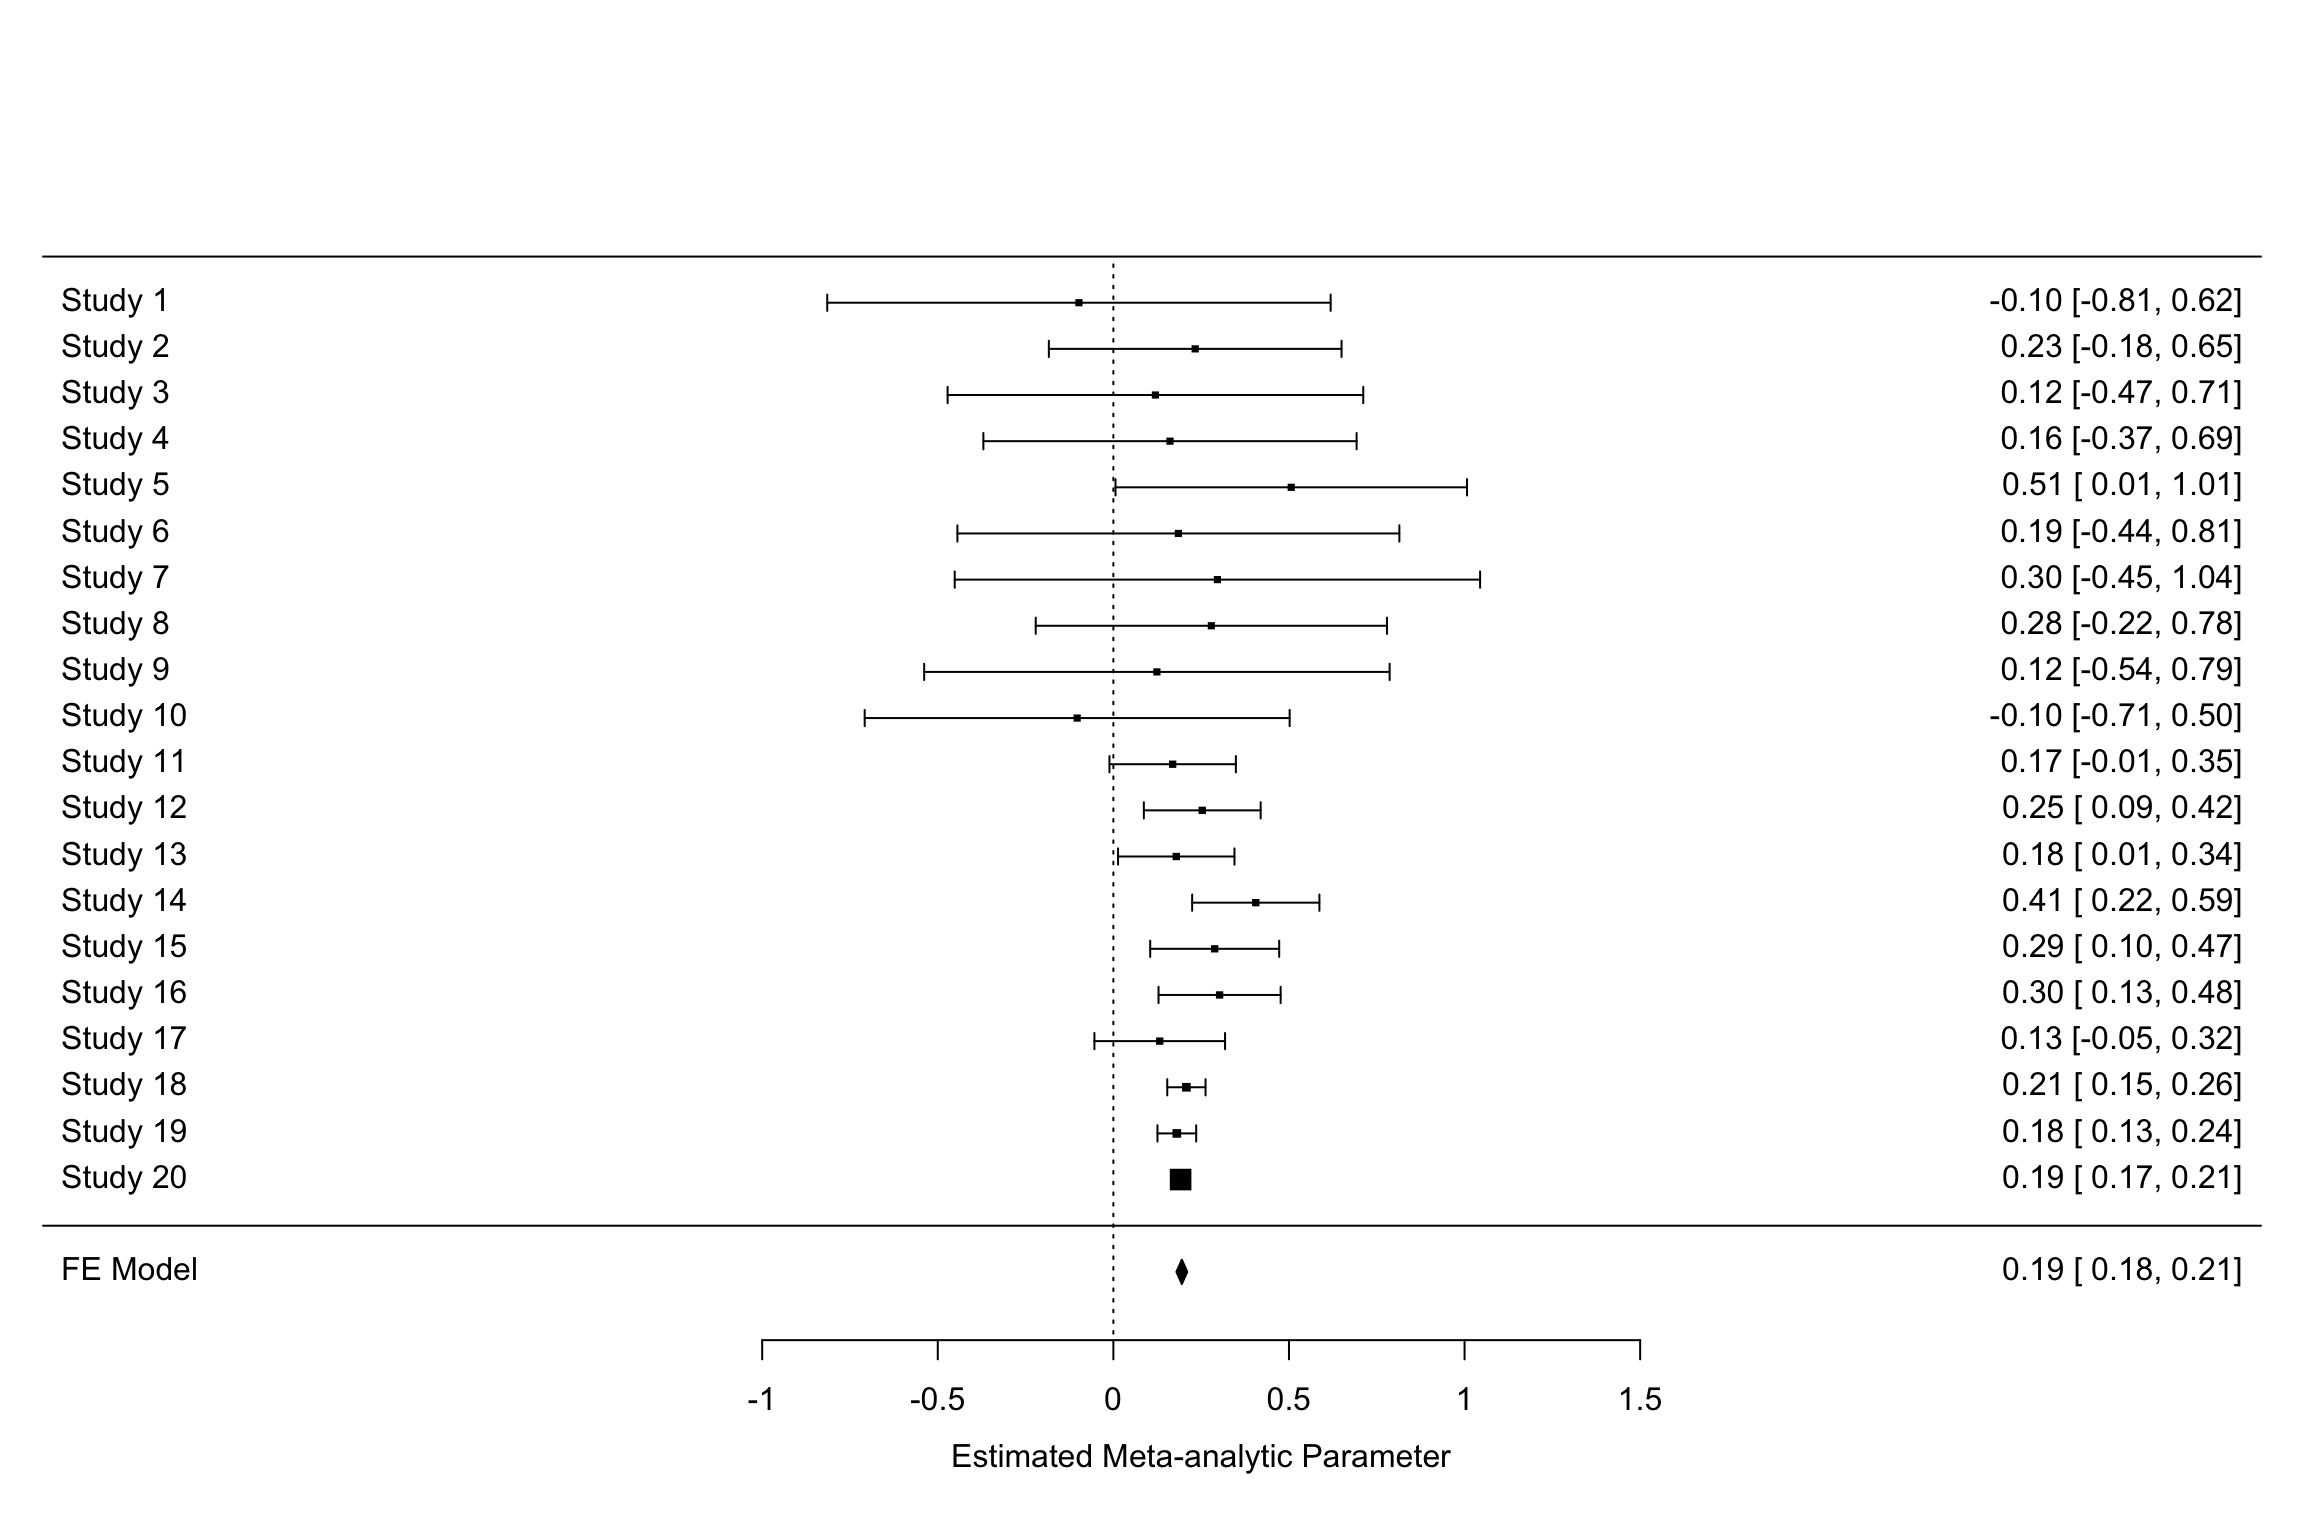 Study 1 -0.10 [-0.81, 0.62]
Study 2 0.23 [-0.18, 0.65]
Study 3 0.12 [-0.47, 0.71]
Study 4 0.16 [-0.37, 0.69]
Study 5 0.51 [ 0.01, 1.01]
Study 6 0.19 [-0.44, 0.81]
Study 7 0.30 [-0.45, 1.04]
Study 8 0.28 [-0.22, 0.78]
Study 9 0.12 [-0.54, 0.79]
Study 10 -0.10 [-0.71, 0.50]
Study 11 0.17 [-0.01, 0.35]
Study 12 0.25 [ 0.09, 0.42]
Study 13 0.18 [ 0.01, 0.34]
Study 14 0.41 [ 0.22, 0.59]
Study 15 0.29 [ 0.10, 0.47]
Study 16 0.30 [ 0.13, 0.48]
Study 17 0.13 [-0.05, 0.32]
Study 18 0.21 [ 0.15, 0.26]
Study 19 0.18 [ 0.13, 0.24]
Study 20 0.19 [ 0.17, 0.21]
FE Model 0.19 [ 0.18, 0.21]
-1 -0.5 0 0.5 1 1.5
Estimated Meta-analytic Parameter